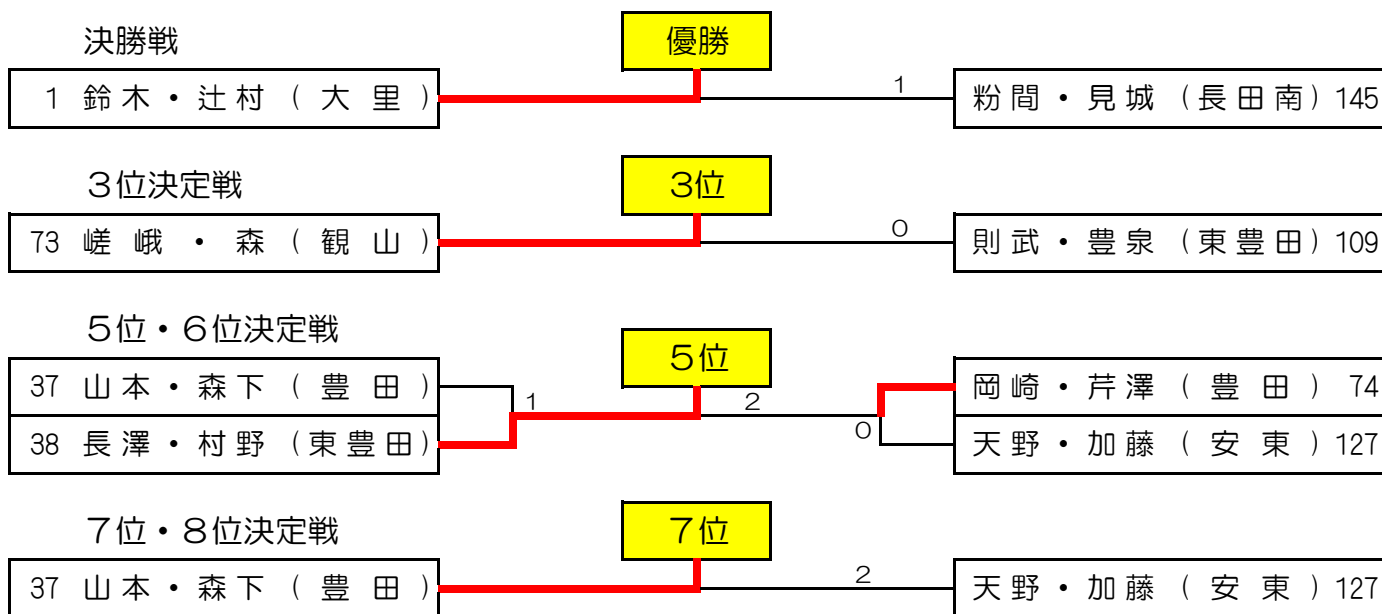 決勝戦 優勝
1 鈴木・辻村(大里) 1 粉間・見城(長田南) 145
3位決定戦 3位
73 嵯峨・森(観山) 0 則武・豊泉(東豊田) 109
5位・6位決定戦 5位
37 山本・森下(豊田) 1 2 岡崎・芹澤(豊田) 74
38 長澤・村野(東豊田) 0 天野・加藤(安東) 127
7位・8位決定戦 7位
37 山本・森下(豊田) 2 天野・加藤(安東) 127